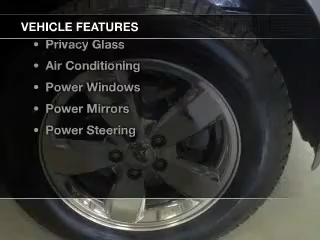 VEHICLE FEATURES
• Privacy Glass
• Air Conditioning
• Power Windows
• Power Mirrors
• Power Steering